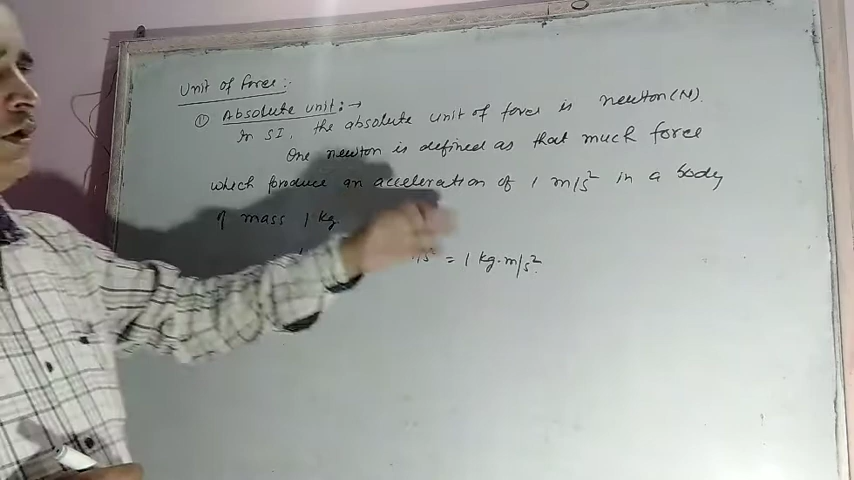 Unit of force :-
① Absolute unit :→
In SI, the absolute unit of force is newton (N).
One newton is defined as that much force
which produce an acceleration of 1 m/s² in a body
of mass 1 kg
/s² = 1 kg.m/s²